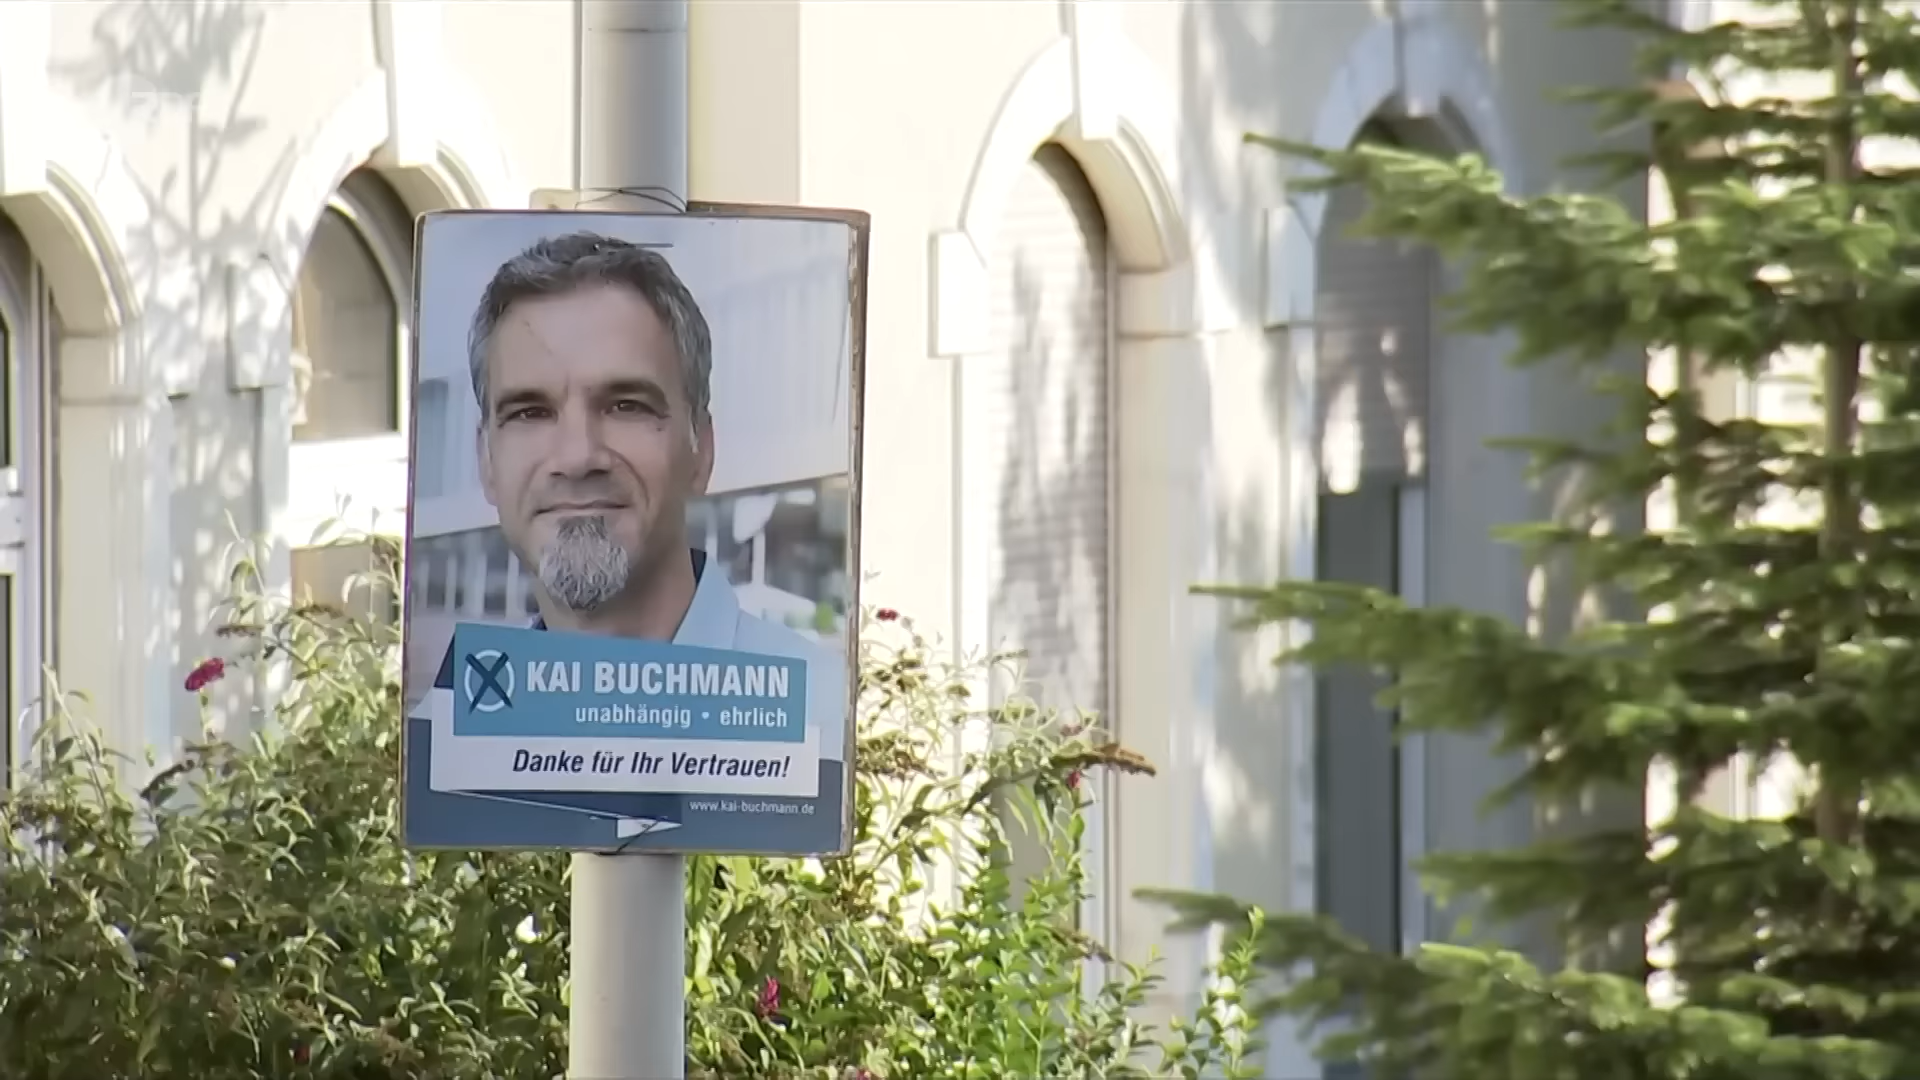 KAI BUCHMANN
unabhängig • ehrlich
Danke für Ihr Vertrauen!
www.kai-buchmann.de